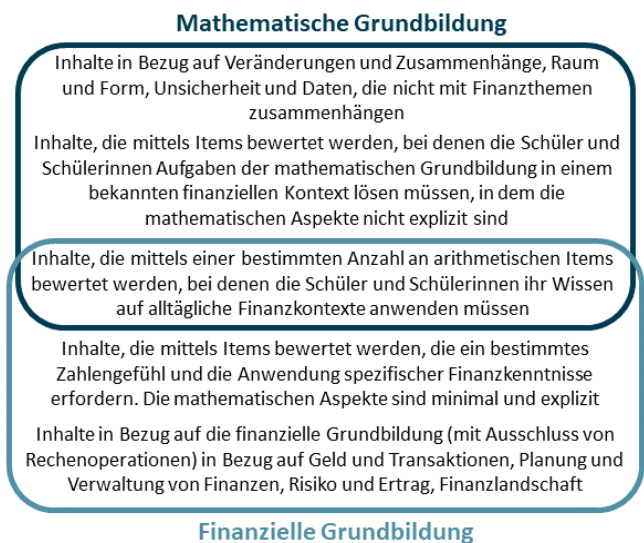 Mathematische Grundbildung
Inhalte in Bezug auf Veränderungen und Zusammenhänge, Raum
und Form, Unsicherheit und Daten, die nicht mit Finanzthemen
zusammenhängen
Inhalte, die mittels Items bewertet werden, bei denen die Schüler und
Schülerinnen Aufgaben der mathematischen Grundbildung in einem
bekannten finanziellen Kontext lösen müssen, in dem die
mathematischen Aspekte nicht explizit sind
Inhalte, die mittels einer bestimmten Anzahl an arithmetischen Items
bewertet werden, bei denen die Schüler und Schülerinnen ihr Wissen
auf alltägliche Finanzkontexte anwenden müssen
Inhalte, die mittels Items bewertet werden, die ein bestimmtes
Zahlengefühl und die Anwendung spezifischer Finanzkenntnisse
erfordern. Die mathematischen Aspekte sind minimal und explizit
Inhalte in Bezug auf die finanzielle Grundbildung (mit Ausschluss von
Rechenoperationen) in Bezug auf Geld und Transaktionen, Planung und
Verwaltung von Finanzen, Risiko und Ertrag, Finanzlandschaft
Finanzielle Grundbildung